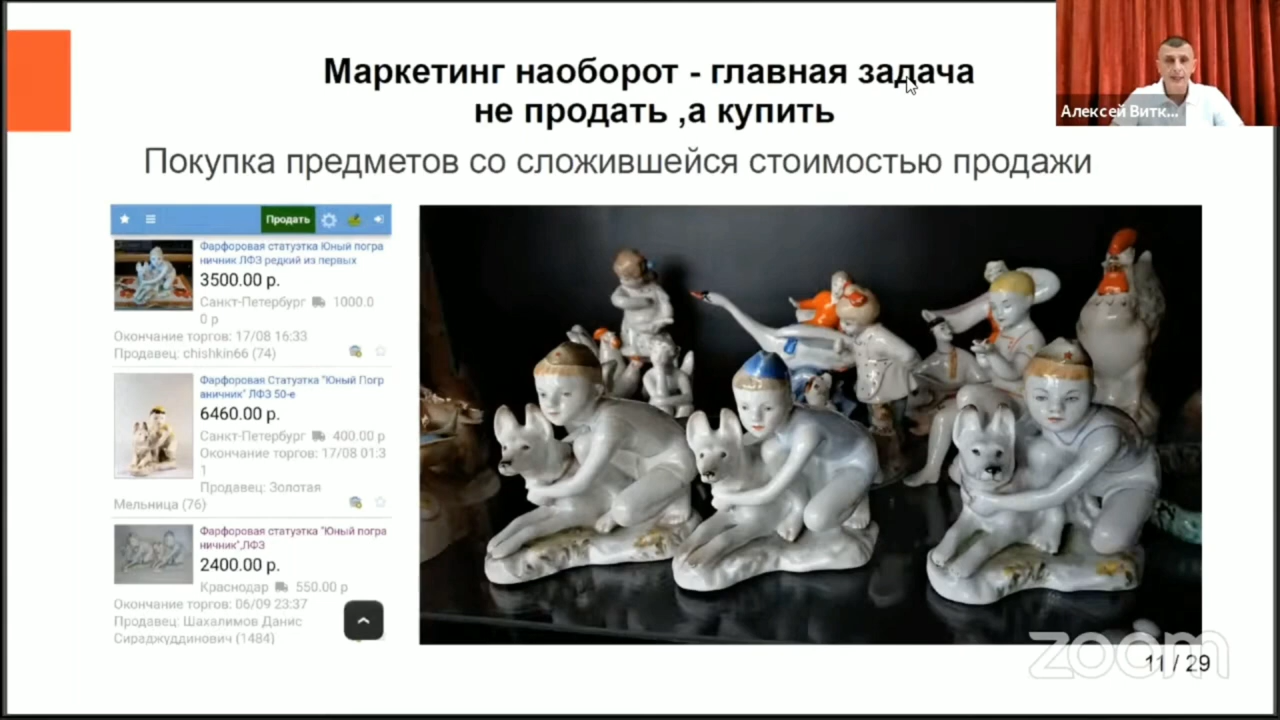 Маркетинг наоборот - главная задача
не продать ,а купить
Алексей Витк...
Покупка предметов со сложившейся стоимостью продажи
Продать
Фарфоровая статуэтка Юный погра
ничник ЛФЗ редкий из первых
3500.00 р.
Санкт-Петербург 1000.0
0 р
Окончание торгов: 17/08 16:33
Продавец: chishkin66 (74)
Фарфоровая Статуэтка "Юный Погр
аничник" ЛФЗ 50-е
6460.00 р.
Санкт-Петербург 400.00 р
Окончание торгов: 17/08 01:3
1
Продавец: Золотая
Мельница (76)
Фарфоровая статуэтка "Юный погра
ничник",ЛФЗ
2400.00 р.
Краснодар 550.00 р
Окончание торгов: 06/09 23:37
Продавец: Шахалимов Данис
Сираджуддинович (1484)
zoom
11 / 29